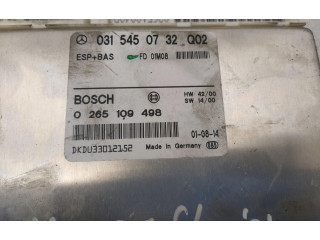 031 545 07 32 Q02
ESP+BAS FD 01M08
BOSCH HW 43/00
SW 14/00
0 265 109 498 01-08-14
DKDU33012152 Made in Germany